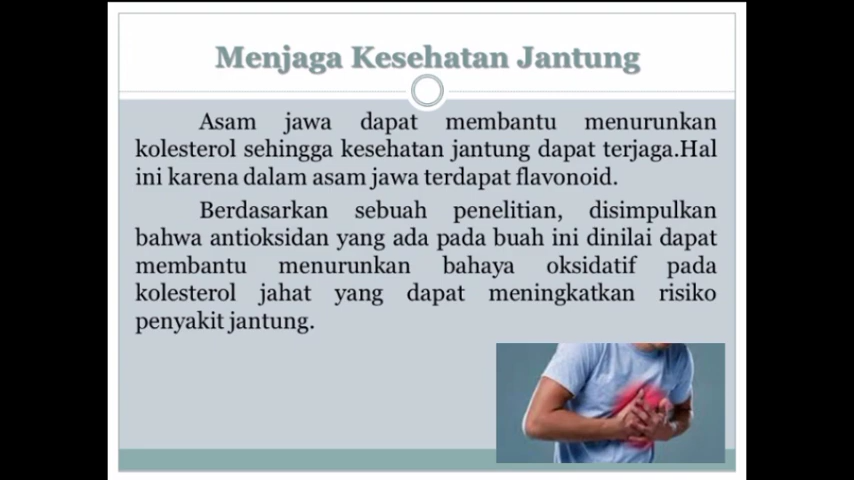 Menjaga Kesehatan Jantung
Asam jawa dapat membantu menurunkan
kolesterol sehingga kesehatan jantung dapat terjaga.Hal
ini karena dalam asam jawa terdapat flavonoid.
Berdasarkan sebuah penelitian, disimpulkan
bahwa antioksidan yang ada pada buah ini dinilai dapat
membantu menurunkan bahaya oksidatif pada
kolesterol jahat yang dapat meningkatkan risiko
penyakit jantung.